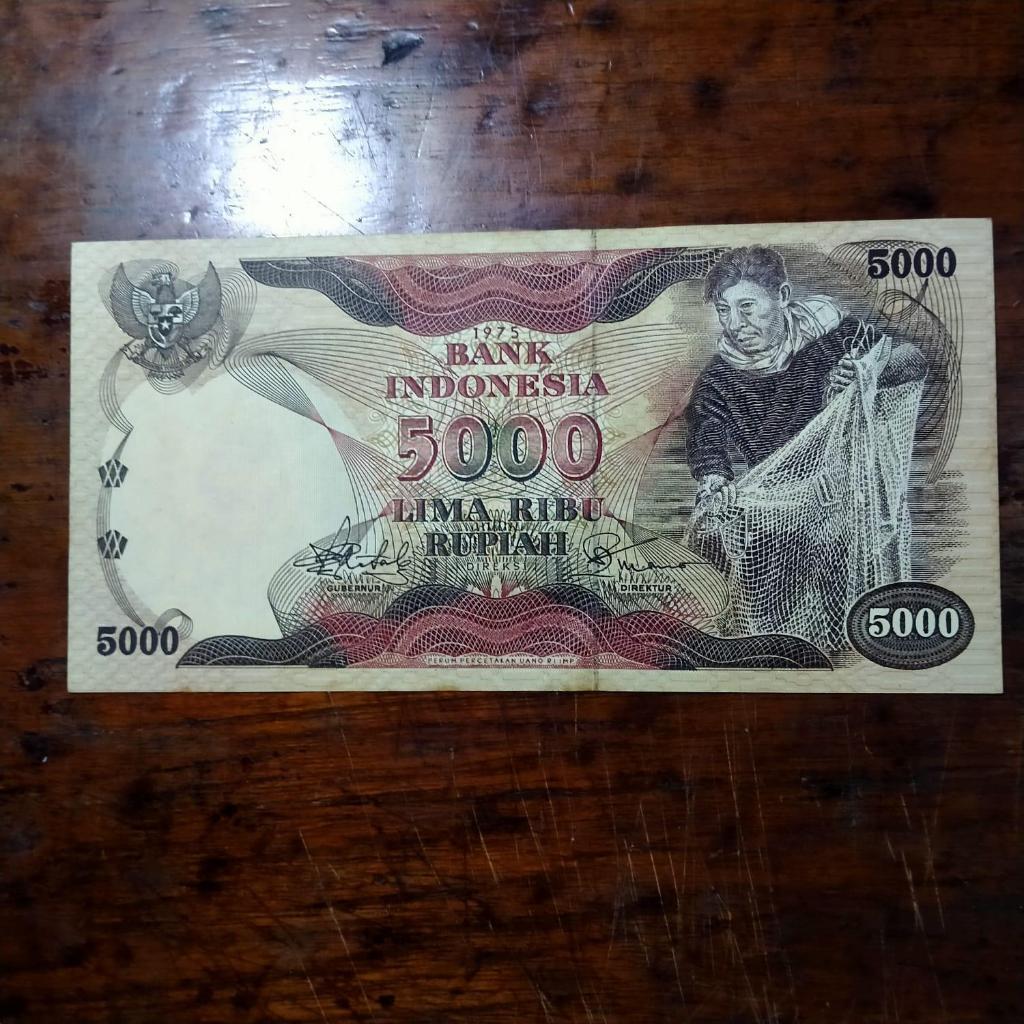 5000
1975
BANK
INDONESIA
5000
LIMA RIBU
RUPIAH
DIREKSI
GUBERNUR
DIREKTUR
5000
5000
PERUM PERCETAKAN UANG R.I. IMP.